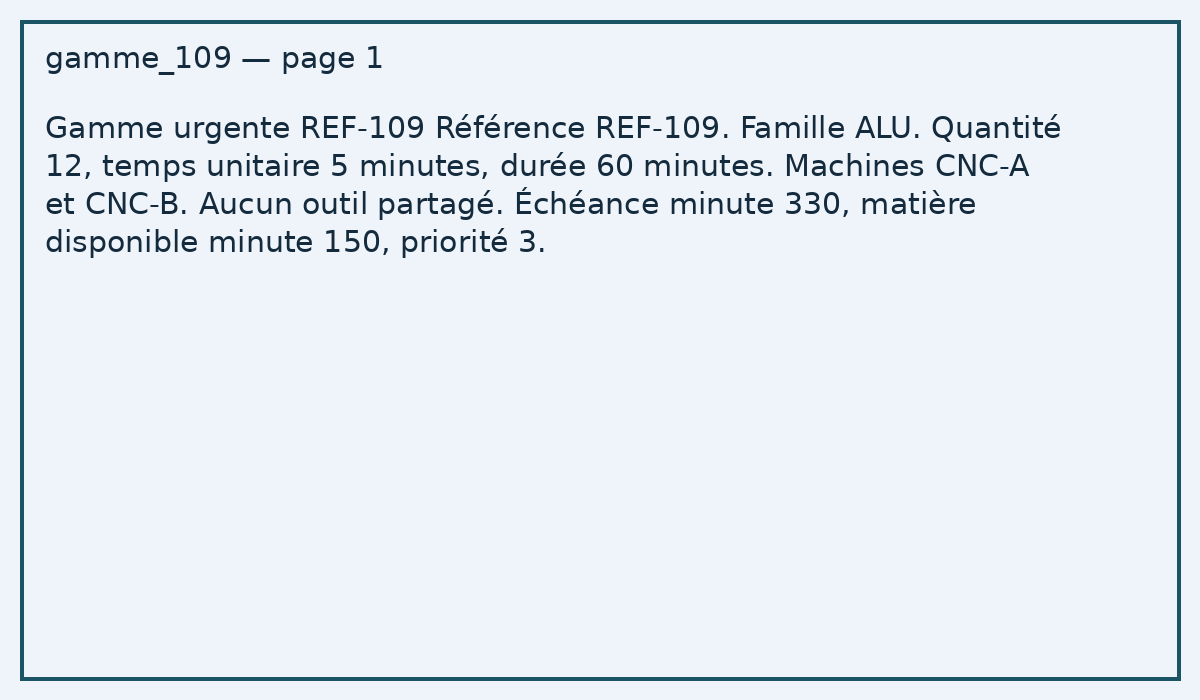 gamme_109 — page 1
Gamme urgente REF-109 Référence REF-109. Famille ALU. Quantité
12, temps unitaire 5 minutes, durée 60 minutes. Machines CNC-A
et CNC-B. Aucun outil partagé. Échéance minute 330, matière
disponible minute 150, priorité 3.